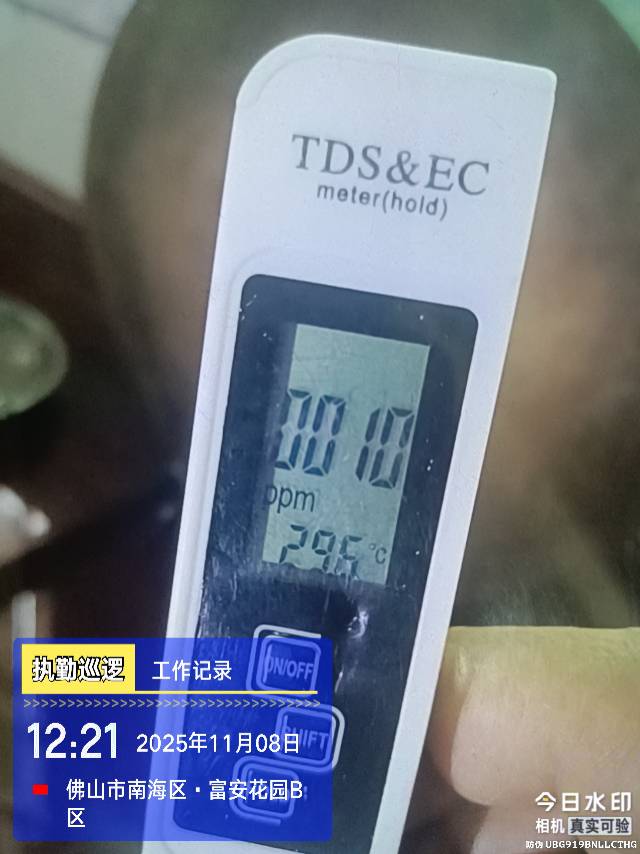 TDS&EC
meter(hold)
0010
ppm
29.6 °C
ON/OFF
SHIFT
执勤巡逻 工作记录
12:21 2025年11月08日
佛山市南海区·富安花园B
区
今日水印
相机 真实可验
防伪 UBG919BNLLCTHG